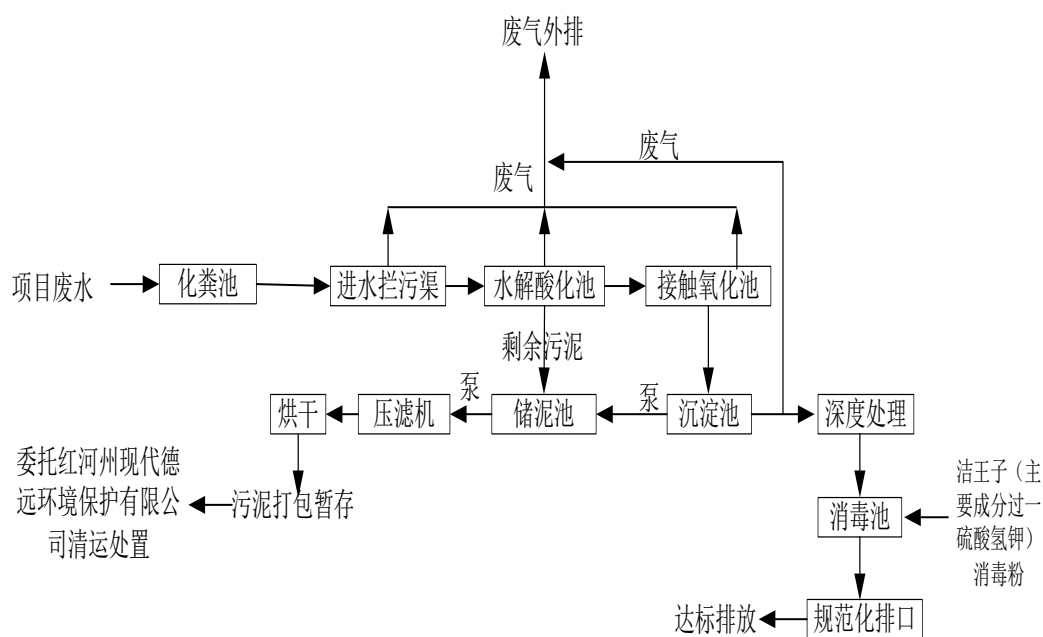 废气外排
废气
废气
项目废水
化粪池
进水拦污渠
水解酸化池
接触氧化池
剩余污泥
烘干
压滤机
泵
储泥池
泵
沉淀池
深度处理
委托红河州现代德
远环境保护有限公
司清运处置
污泥打包暂存
消毒池
洁王子（主
要成分过一
硫酸氢钾）
消毒粉
达标排放
规范化排口